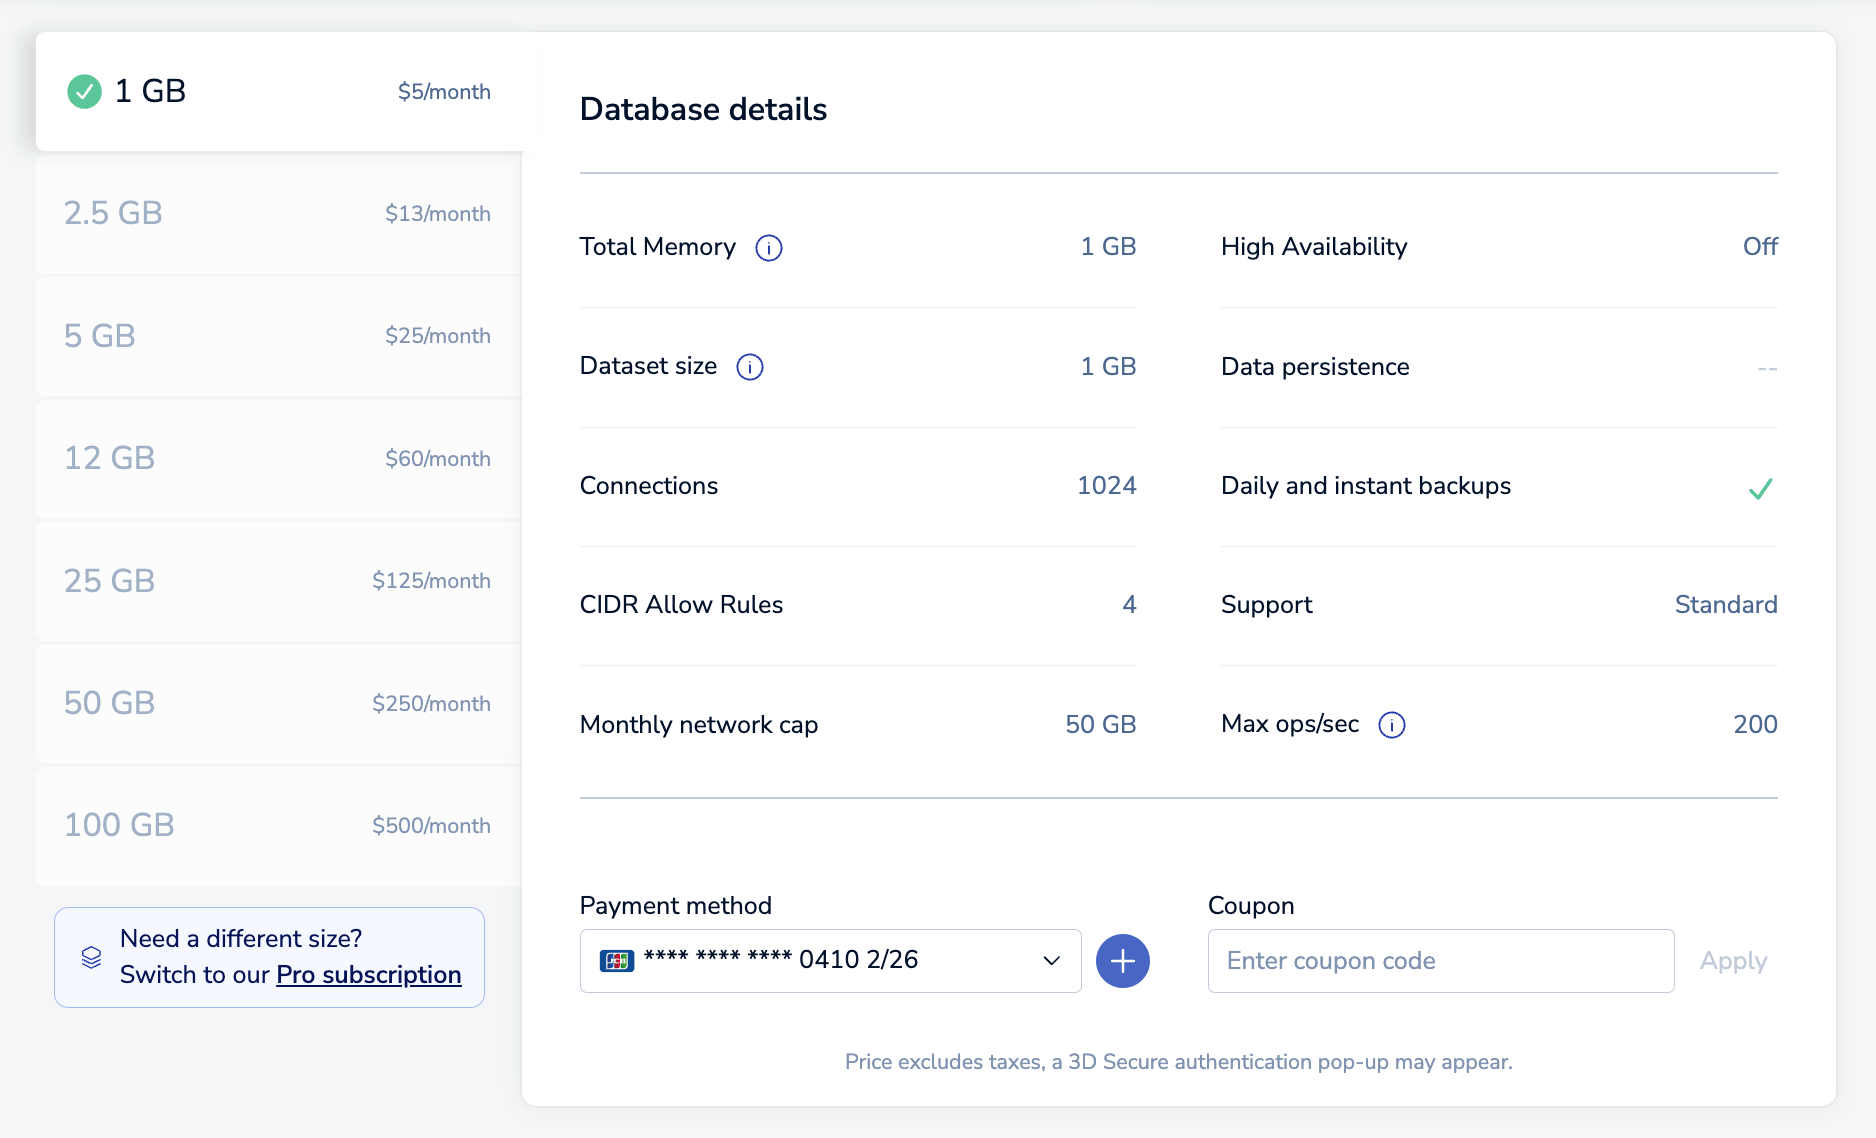 1 GB $5/month
2.5 GB $13/month
5 GB $25/month
12 GB $60/month
25 GB $125/month
50 GB $250/month
100 GB $500/month
Need a different size?
Switch to our Pro subscription
Database details
Total Memory i 1 GB
High Availability Off
Dataset size i 1 GB
Data persistence --
Connections 1024
Daily and instant backups
CIDR Allow Rules 4
Support Standard
Monthly network cap 50 GB
Max ops/sec i 200
Payment method
JCB **** **** **** 0410 2/26
Coupon
Enter coupon code Apply
Price excludes taxes, a 3D Secure authentication pop-up may appear.